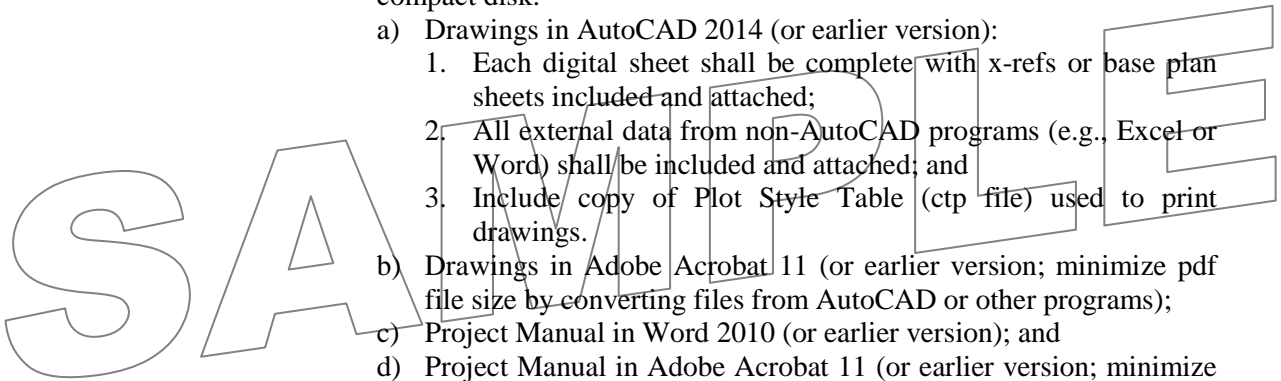 compact disk:
a) Drawings in AutoCAD 2014 (or earlier version):
1. Each digital sheet shall be complete with x-refs or base plan
sheets included and attached;
2. All external data from non-AutoCAD programs (e.g., Excel or
Word) shall be included and attached; and
3. Include copy of Plot Style Table (ctp file) used to print
drawings.
b) Drawings in Adobe Acrobat 11 (or earlier version; minimize pdf
file size by converting files from AutoCAD or other programs);
c) Project Manual in Word 2010 (or earlier version); and
d) Project Manual in Adobe Acrobat 11 (or earlier version; minimize
SAMPLE